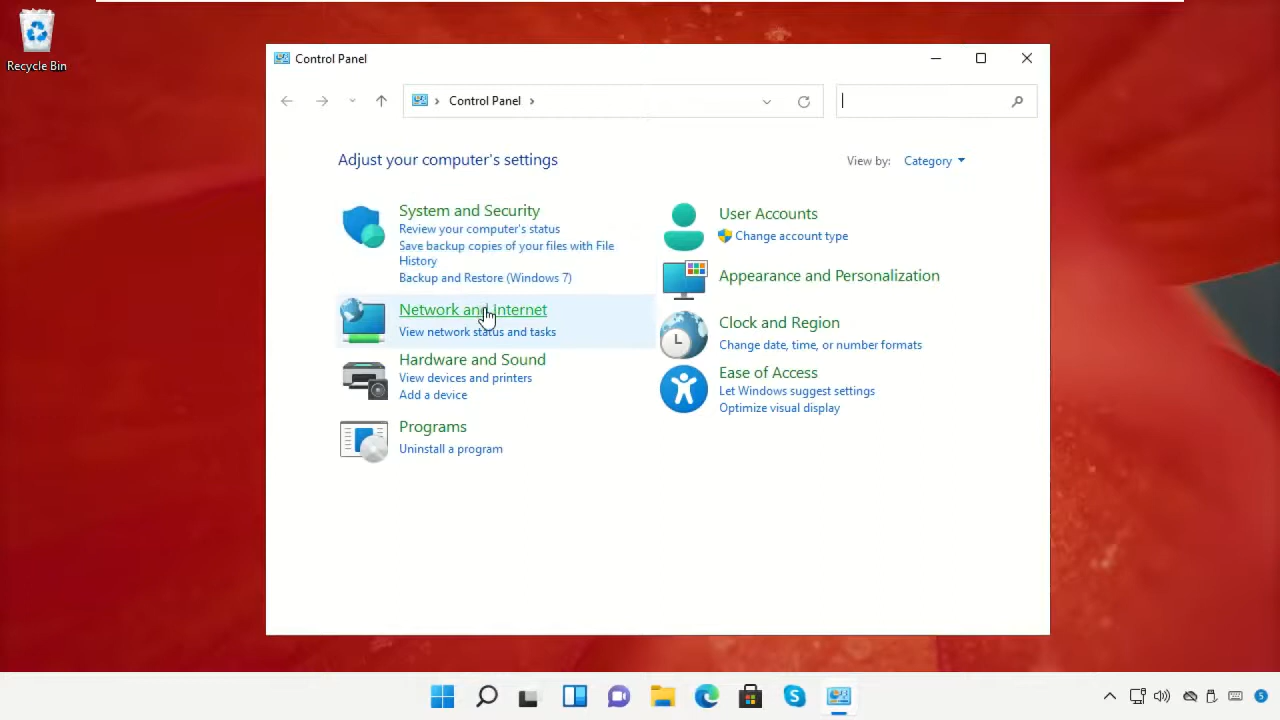 Recycle Bin
Control Panel
Control Panel
Adjust your computer's settings
View by: Category
System and Security
Review your computer's status
Save backup copies of your files with File
History
Backup and Restore (Windows 7)
Network and Internet
View network status and tasks
Hardware and Sound
View devices and printers
Add a device
Programs
Uninstall a program
User Accounts
Change account type
Appearance and Personalization
Clock and Region
Change date, time, or number formats
Ease of Access
Let Windows suggest settings
Optimize visual display
S
5